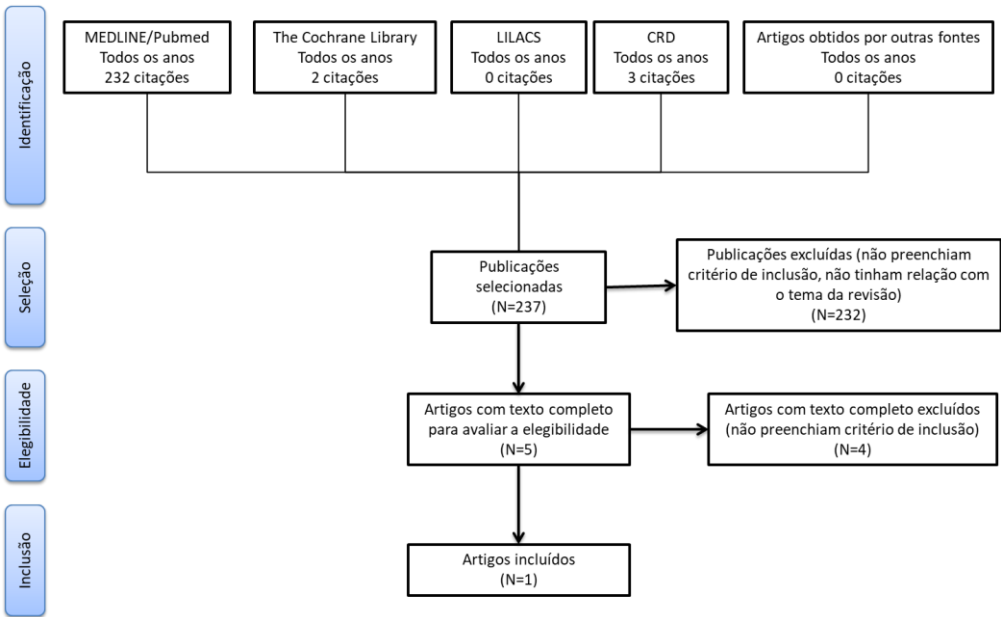 Identificação
MEDLINE/Pubmed
Todos os anos
232 citações
The Cochrane Library
Todos os anos
2 citações
LILACS
Todos os anos
0 citações
CRD
Todos os anos
3 citações
Artigos obtidos por outras fontes
Todos os anos
0 citações
Seleção
Publicações
selecionadas
(N=237)
Publicações excluídas (não preenchiam
critério de inclusão, não tinham relação com
o tema da revisão)
(N=232)
Elegibilidade
Artigos com texto completo
para avaliar a elegibilidade
(N=5)
Artigos com texto completo excluídos
(não preenchiam critério de inclusão)
(N=4)
Inclusão
Artigos incluídos
(N=1)